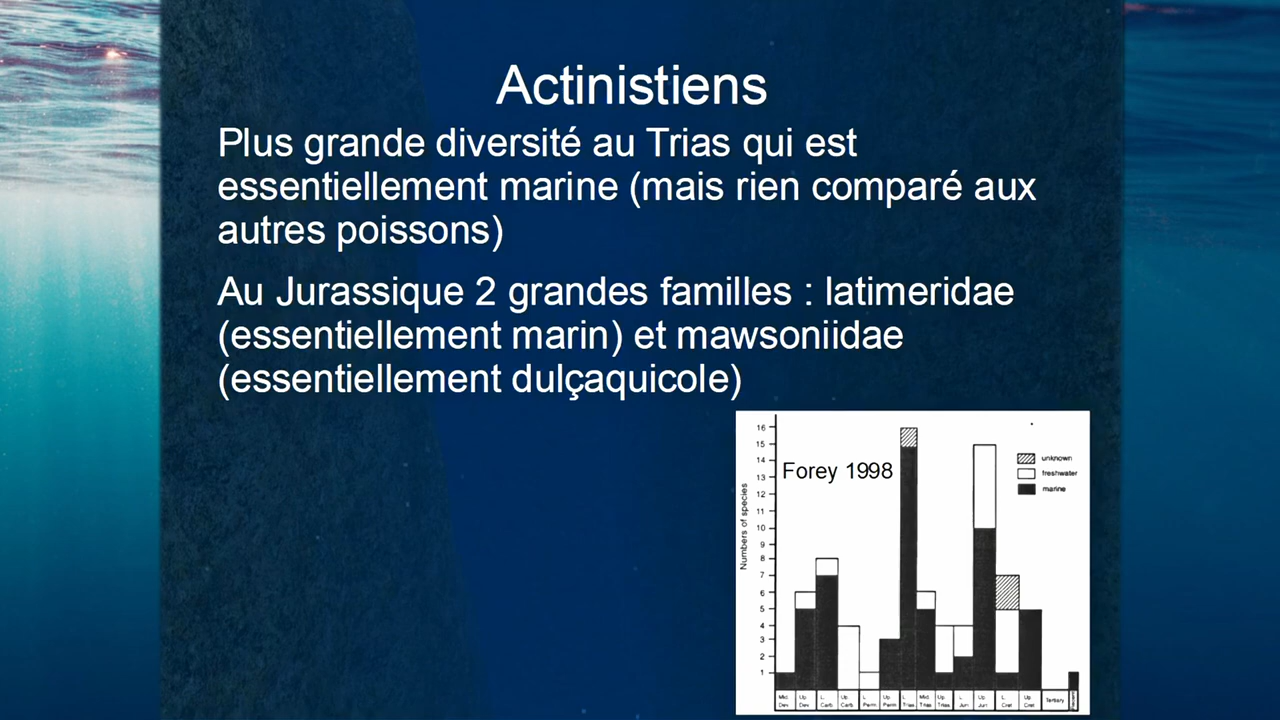 Actinistiens
Plus grande diversité au Trias qui est
essentiellement marine (mais rien comparé aux
autres poissons)
Au Jurassique 2 grandes familles : latimeridae
(essentiellement marin) et mawsoniidae
(essentiellement dulçaquicole)
Forey 1998
unknown
freshwater
marine
Numbers of species
16
15
14
13
12
11
10
9
8
7
6
5
4
3
2
1
Mid. Dev
Up. Dev
L. Carb
Up. Carb
L. Perm
Up. Perm
L. Trias
Mid. Trias
Up. Trias
L. Jurr
Up. Jurr
L. Cret
Up. Cret
Tertiary